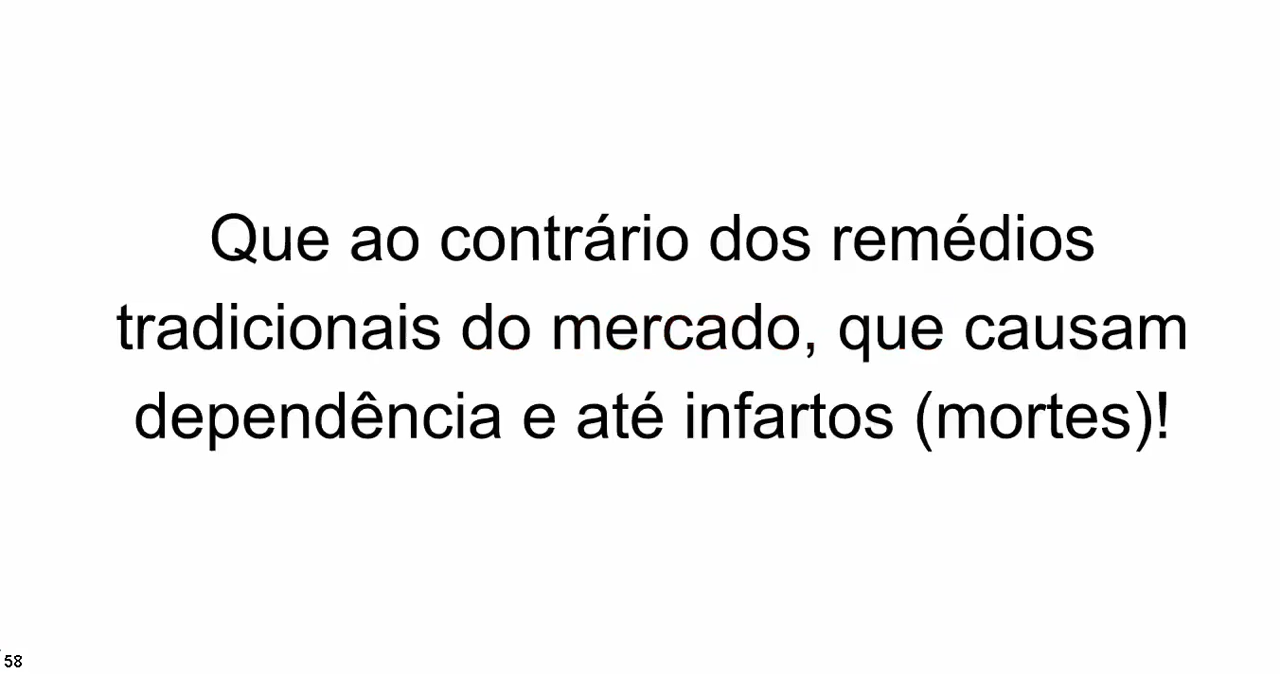 Que ao contrário dos remédios
tradicionais do mercado, que causam
dependência e até infartos (mortes)!
58